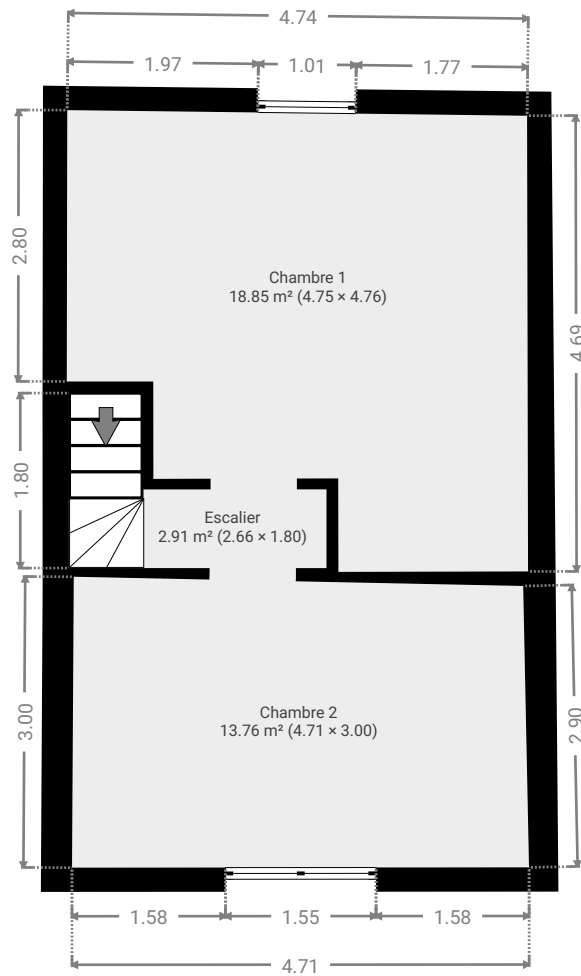 4.74
1.97
1.01
1.77
2.80
Chambre 1
18.85 m² (4.75 × 4.76)
4.69
1.80
Escalier
2.91 m² (2.66 × 1.80)
3.00
Chambre 2
13.76 m² (4.71 × 3.00)
2.90
1.58
1.55
1.58
4.71